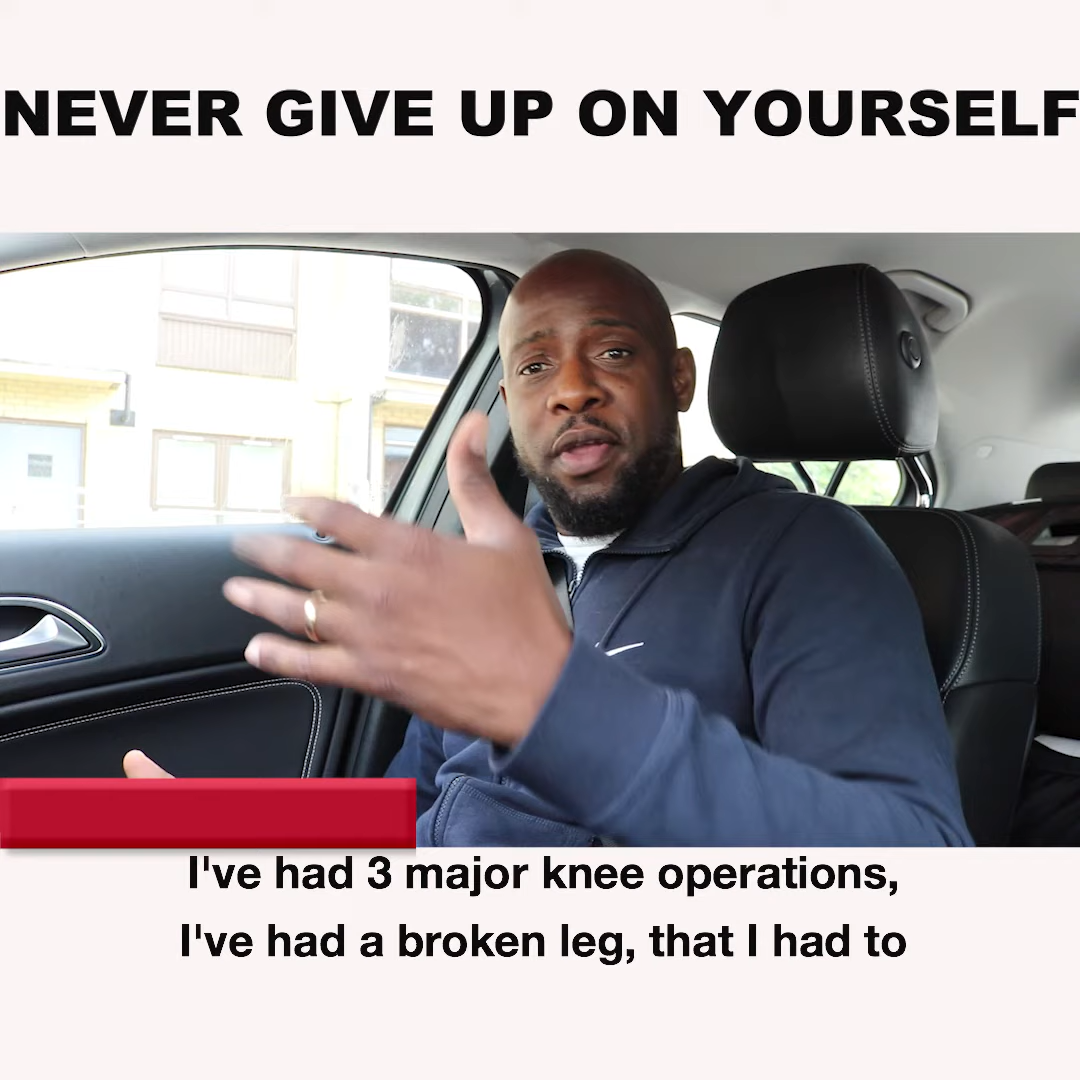 NEVER GIVE UP ON YOURSELF
I've had 3 major knee operations,
I've had a broken leg, that I had to